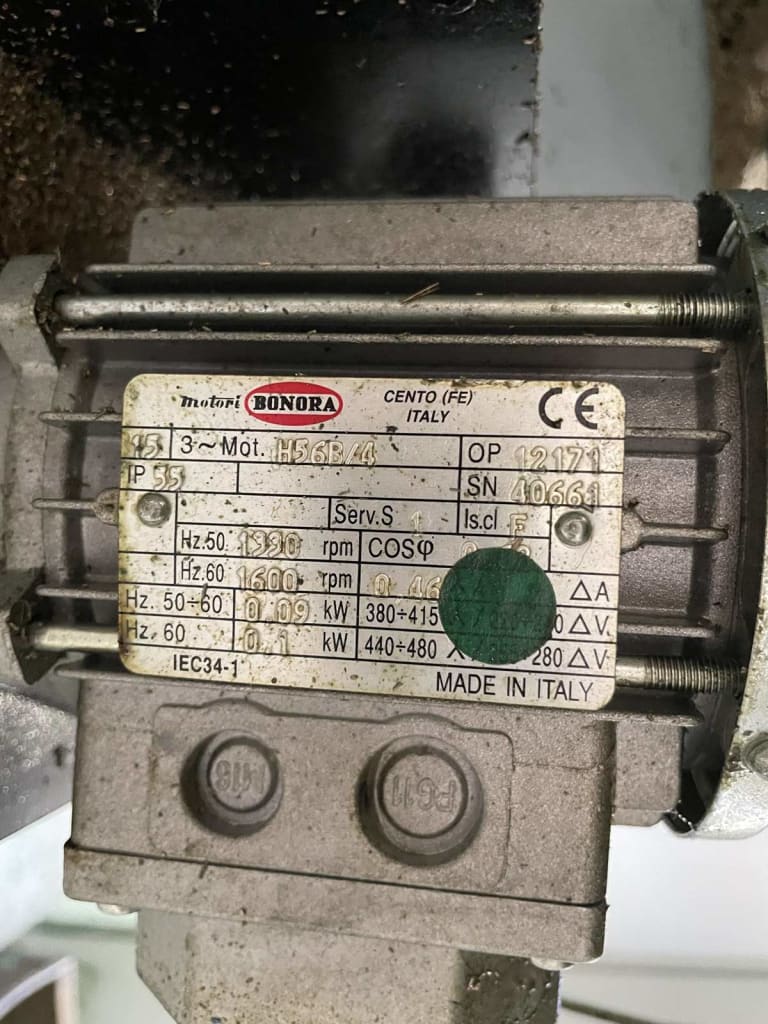 motori BONORA CENTO (FE) ITALY CE
15 3~Mot. H56B/4 OP 12171
IP 55 SN 40661
Serv.S 1 Is.cl F
Hz.50 1390 rpm COSφ
Hz.60 1600 rpm 0.46 ΔA
Hz. 50÷60 0.09 kW 380÷415 ΔV
Hz. 60 0.1 kW 440÷480 280 ΔV
IEC34-1 MADE IN ITALY
M16 PG11